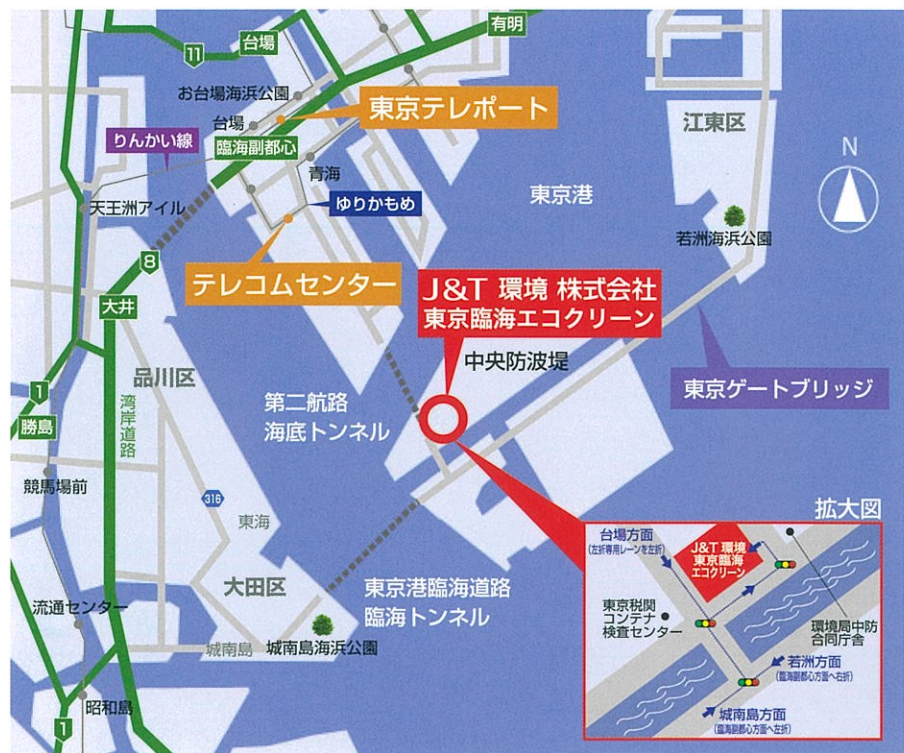 有明
台場
11
お台場海浜公園
東京テレポート
台場
りんかい線
臨海副都心
青海
江東区
東京港
N
天王洲アイル
ゆりかもめ
若洲海浜公園
8
テレコムセンター
J&T 環境 株式会社
東京臨海エコクリーン
大井
中央防波堤
品川区
東京ゲートブリッジ
1
勝島
湾岸道路
第二航路
海底トンネル
競馬場前
316
東海
拡大図
台場方面
(左折専用レーンを左折)
J&T 環境
東京臨海
エコクリーン
大田区
東京港臨海道路
臨海トンネル
流通センター
東京税関
コンテナ
検査センター
環境局中防
合同庁舎
城南島
城南島海浜公園
若洲方面
(臨海副都心方面へ右折)
昭和島
1
城南島方面
(臨海副都心方面へ左折)